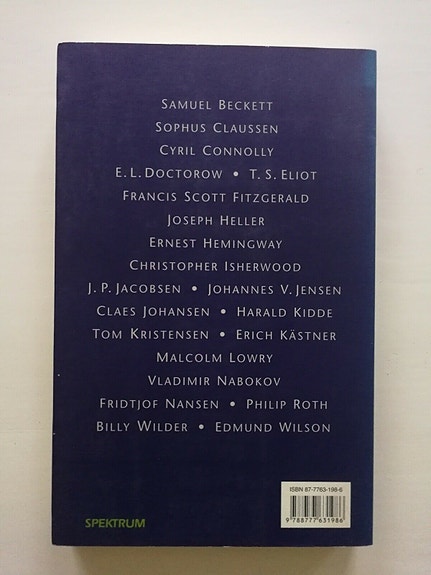 SAMUEL BECKETT
SOPHUS CLAUSSEN
CYRIL CONNOLLY
E. L. DOCTOROW • T. S. ELIOT
FRANCIS SCOTT FITZGERALD
JOSEPH HELLER
ERNEST HEMINGWAY
CHRISTOPHER ISHERWOOD
J. P. JACOBSEN • JOHANNES V. JENSEN
CLAES JOHANSEN • HARALD KIDDE
TOM KRISTENSEN • ERICH KÄSTNER
MALCOLM LOWRY
VLADIMIR NABOKOV
FRIDTJOF NANSEN • PHILIP ROTH
BILLY WILDER • EDMUND WILSON
ISBN 87-7763-198-6
9 788777 631986
SPEKTRUM